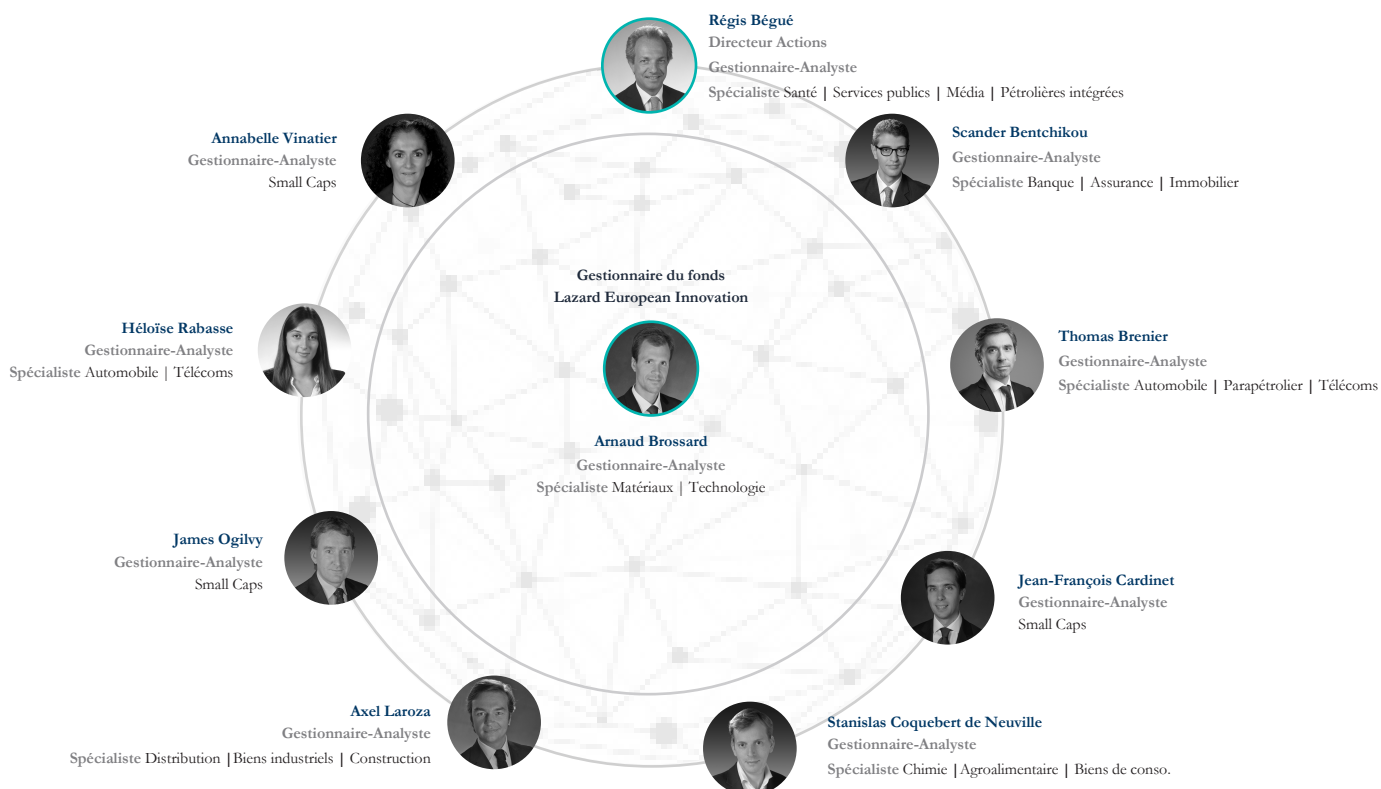 Régis Bégué
Directeur Actions
Gestionnaire-Analyste
Spécialiste Santé | Services publics | Média | Pétrolières intégrées
Annabelle Vinatier
Gestionnaire-Analyste
Small Caps
Scander Bentchikou
Gestionnaire-Analyste
Spécialiste Banque | Assurance | Immobilier
Gestionnaire du fonds
Lazard European Innovation
Héloïse Rabasse
Gestionnaire-Analyste
Spécialiste Automobile | Télécoms
Thomas Brenier
Gestionnaire-Analyste
Spécialiste Automobile | Parapétrolier | Télécoms
Arnaud Brossard
Gestionnaire-Analyste
Spécialiste Matériaux | Technologie
James Ogilvy
Gestionnaire-Analyste
Small Caps
Jean-François Cardinet
Gestionnaire-Analyste
Small Caps
Axel Laroza
Gestionnaire-Analyste
Spécialiste Distribution |Biens industriels | Construction
Stanislas Coquebert de Neuville
Gestionnaire-Analyste
Spécialiste Chimie |Agroalimentaire | Biens de conso.